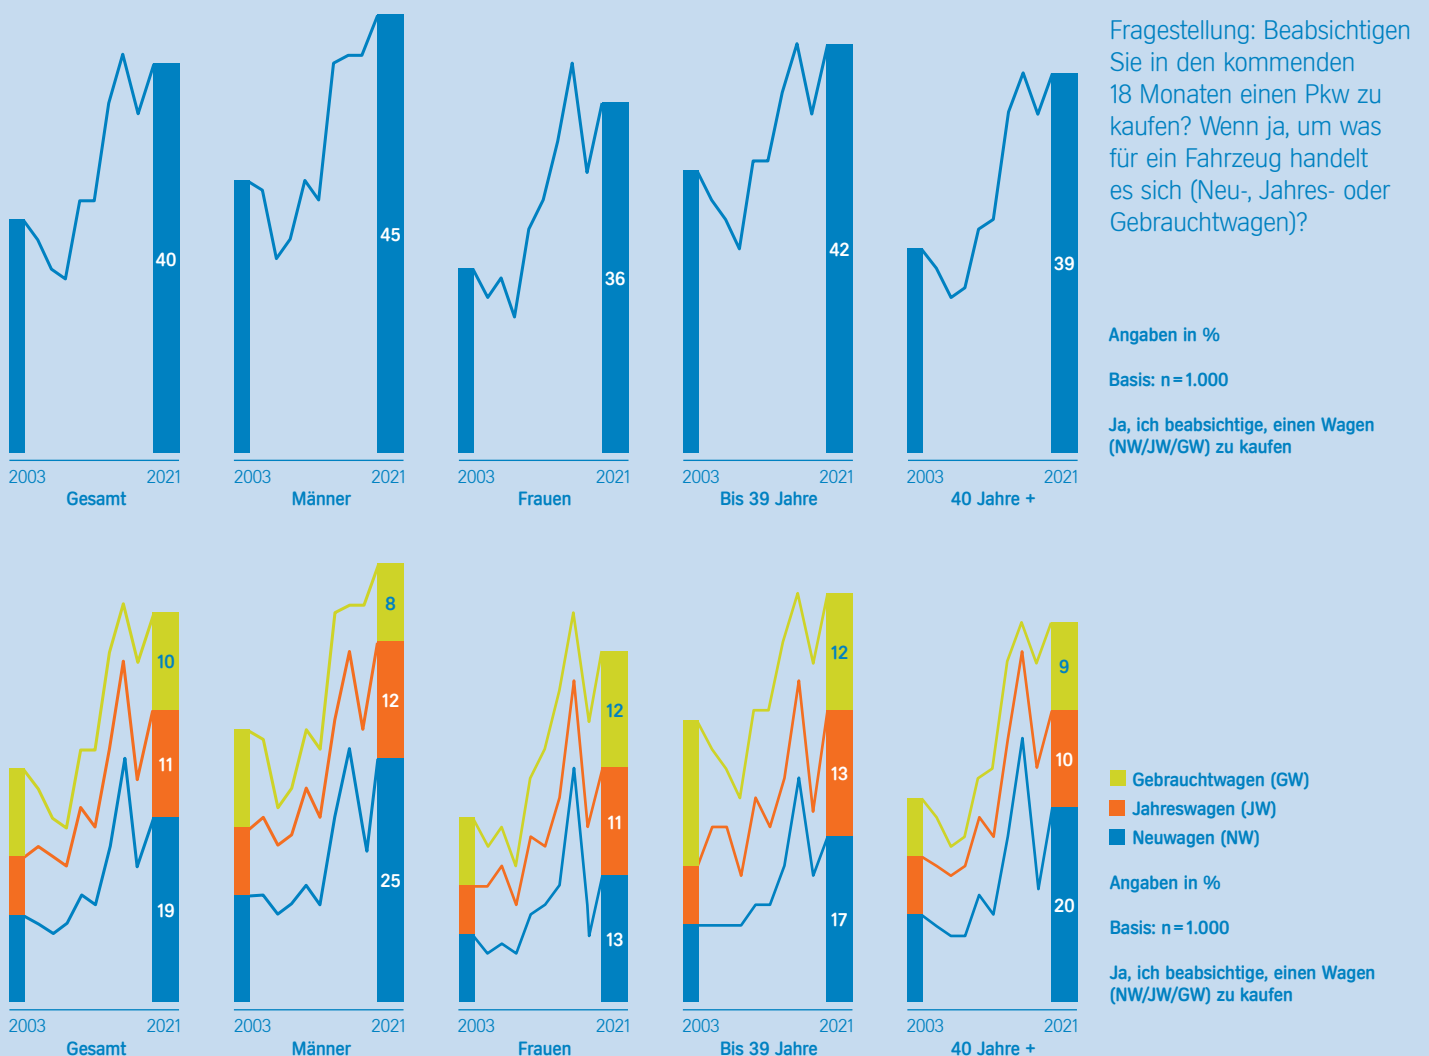 Fragestellung: Beabsichtigen
Sie in den kommenden
18 Monaten einen Pkw zu
kaufen? Wenn ja, um was
für ein Fahrzeug handelt
es sich (Neu-, Jahres- oder
Gebrauchtwagen)?
Angaben in %
Basis: n=1.000
Ja, ich beabsichtige, einen Wagen
(NW/JW/GW) zu kaufen
40
45
36
42
39
2003 2021
Gesamt
2003 2021
Männer
2003 2021
Frauen
2003 2021
Bis 39 Jahre
2003 2021
40 Jahre +
10
11
19
8
12
25
12
11
13
12
13
17
9
10
20
Gebrauchtwagen (GW)
Jahreswagen (JW)
Neuwagen (NW)
Angaben in %
Basis: n=1.000
Ja, ich beabsichtige, einen Wagen
(NW/JW/GW) zu kaufen
2003 2021
Gesamt
2003 2021
Männer
2003 2021
Frauen
2003 2021
Bis 39 Jahre
2003 2021
40 Jahre +